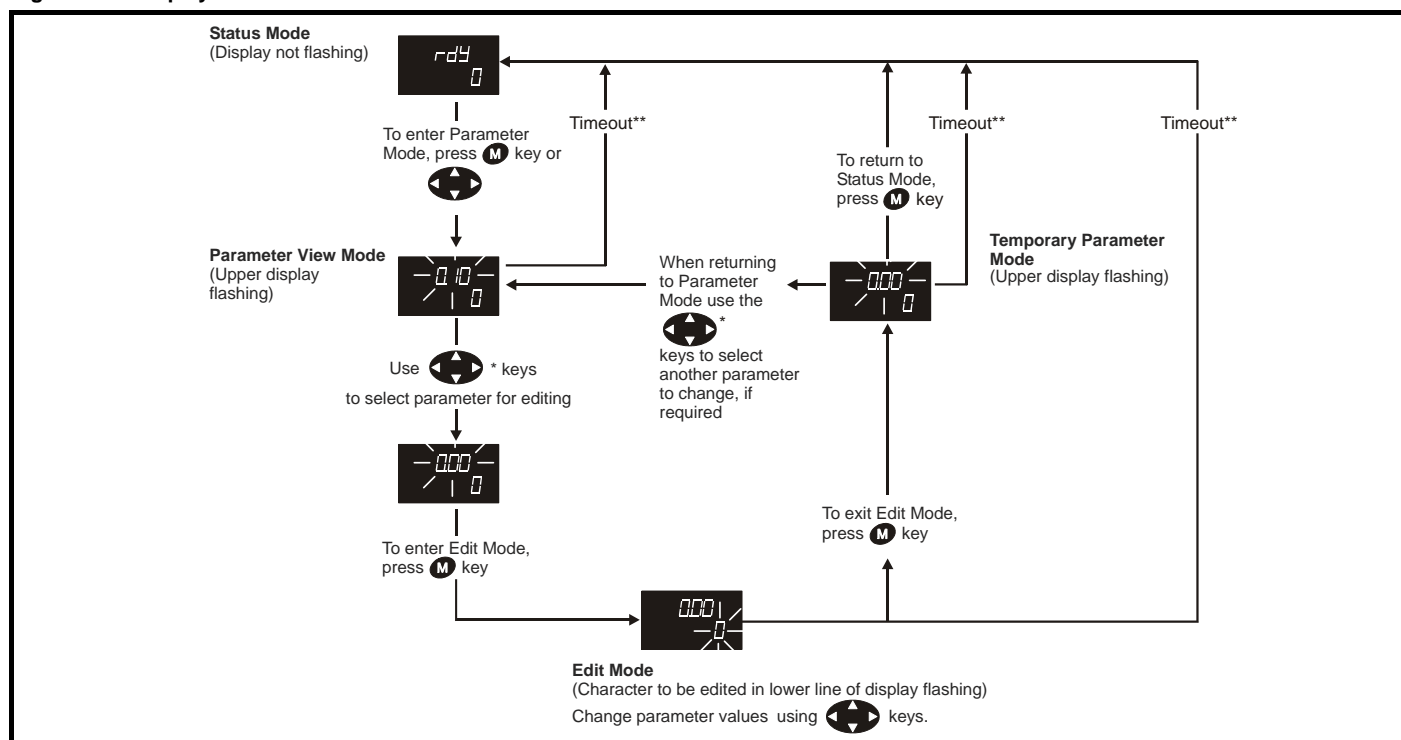 Status Mode
(Display not flashing)
rdY
0
To enter Parameter
Mode, press M key or
Timeout**
Timeout**
Timeout**
To return to
Status Mode,
press M key
Parameter View Mode
(Upper display
flashing)
0.10
0
When returning
to Parameter
Mode use the
*
keys to select
another parameter
to change, if
required
0.00
0
Temporary Parameter
Mode
(Upper display flashing)
Use * keys
to select parameter for editing
0.00
0
To enter Edit Mode,
press M key
To exit Edit Mode,
press M key
0.00
0
Edit Mode
(Character to be edited in lower line of display flashing)
Change parameter values using keys.